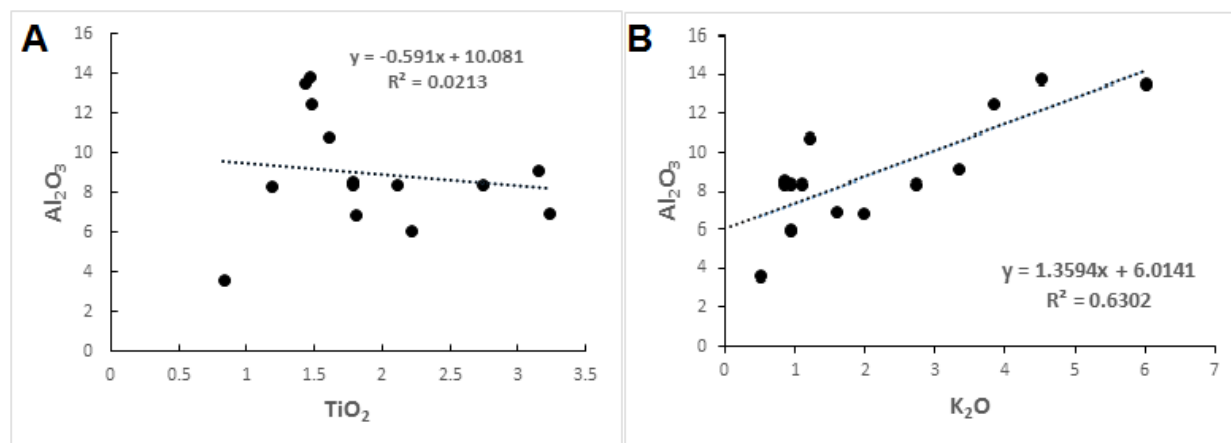 A
y = -0.591x + 10.081
R² = 0.0213
16
14
12
10
8
6
4
2
0
Al₂O₃
0 0.5 1 1.5 2 2.5 3 3.5
TiO₂
B
16
14
12
10
8
6
4
2
0
Al₂O₃
y = 1.3594x + 6.0141
R² = 0.6302
0 1 2 3 4 5 6 7
K₂O